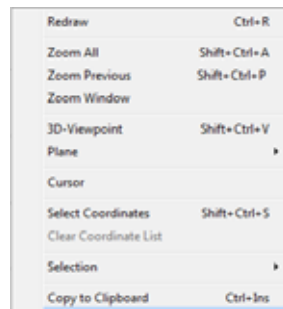 Redraw Ctrl+R
Zoom All Shift+Ctrl+A
Zoom Previous Shift+Ctrl+P
Zoom Window
3D-Viewpoint Shift+Ctrl+V
Plane
Cursor
Select Coordinates Shift+Ctrl+S
Clear Coordinate List
Selection
Copy to Clipboard Ctrl+Ins